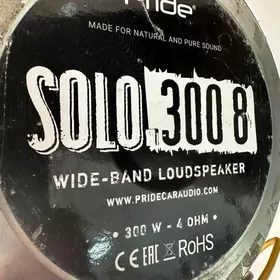 Pride®
MADE FOR NATURAL AND PURE SOUND
SOLO.300 8
WIDE-BAND LOUDSPEAKER
WWW.PRIDECARAUDIO.COM
• 300 W - 4 OHM •
CE EAC RoHS